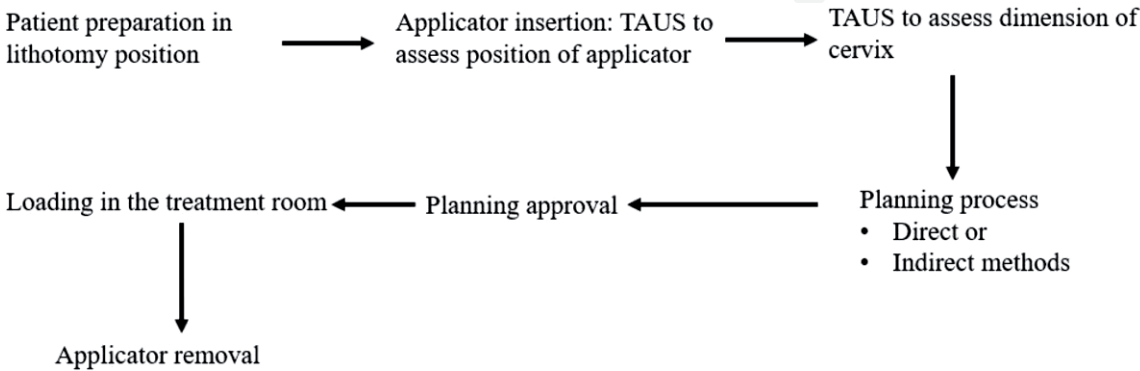 Patient preparation in
lithotomy position
Applicator insertion: TAUS to
assess position of applicator
TAUS to assess dimension of
cervix
Planning process
• Direct or
• Indirect methods
Planning approval
Loading in the treatment room
Applicator removal